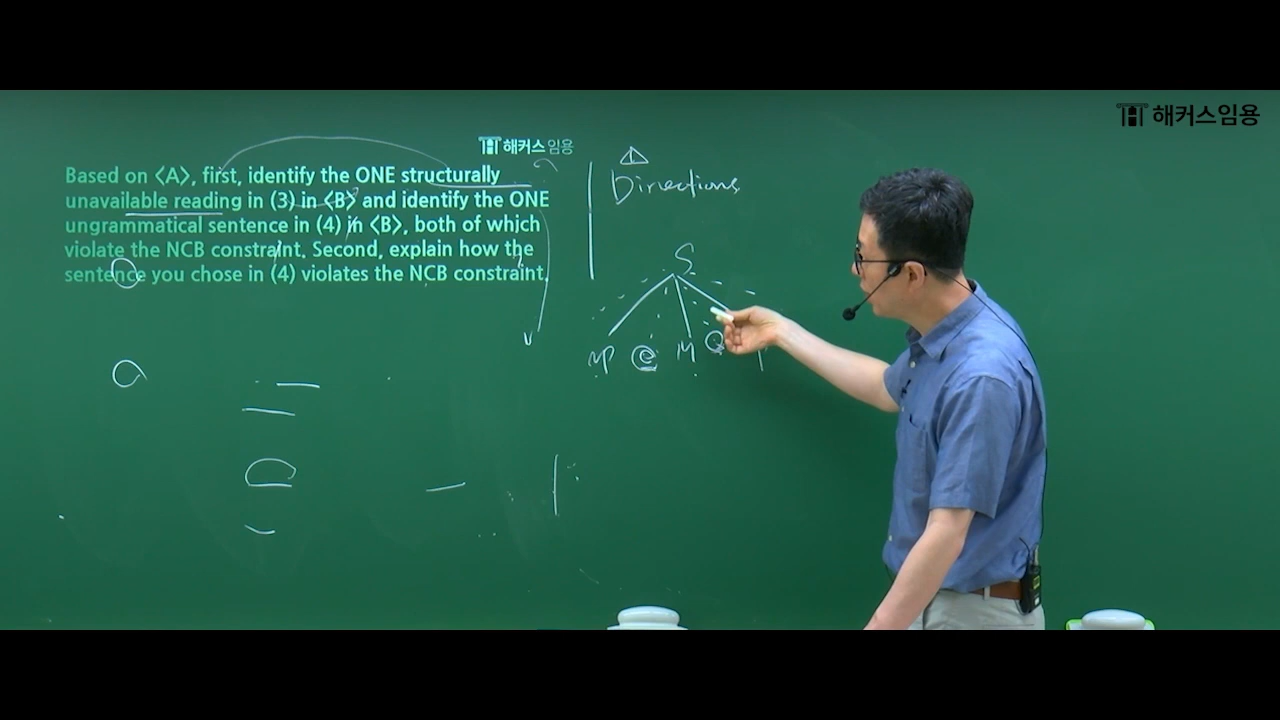 해커스임용
해커스임용
Based on <A>, first, identify the ONE structurally
unavailable reading in (3) in <B> and identify the ONE
ungrammatical sentence in (4) in <B>, both of which
violate the NCB constraint. Second, explain how the
sentence you chose in (4) violates the NCB constraint.
Directions
S
NP M